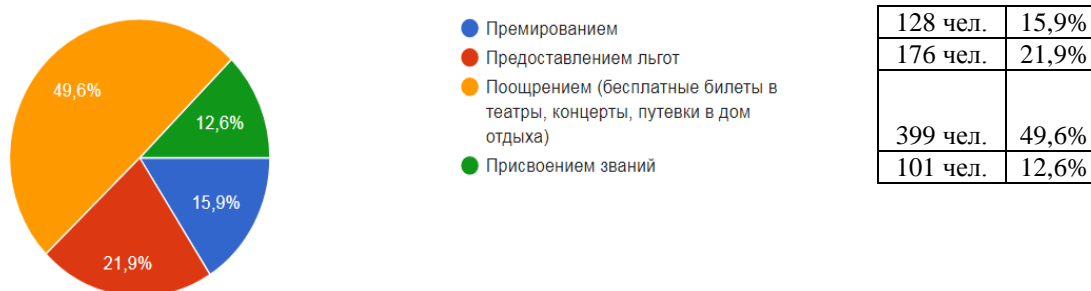 49,6%
12,6%
15,9%
21,9%
Премированием
Предоставлением льгот
Поощрением (бесплатные билеты в
театры, концерты, путевки в дом
отдыха)
Присвоением званий
128 чел. 15,9%
176 чел. 21,9%
399 чел. 49,6%
101 чел. 12,6%